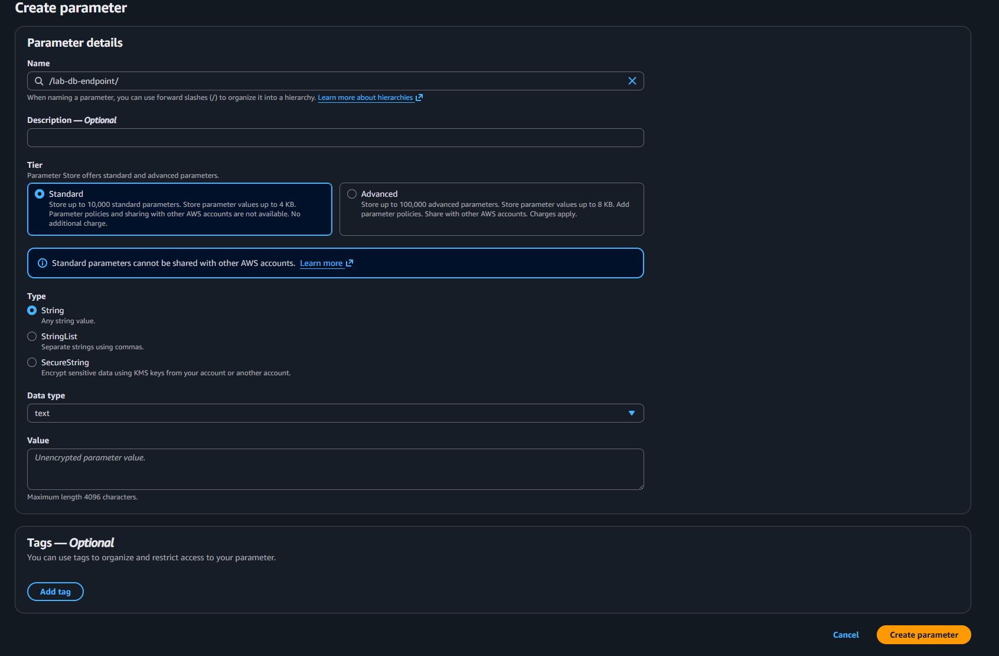 Create parameter
Parameter details
Name
/lab-db-endpoint/
When naming a parameter, you can use forward slashes (/) to organize it into a hierarchy. Learn more about hierarchies
Description — Optional
Tier
Parameter Store offers standard and advanced parameters.
Standard
Store up to 10,000 standard parameters. Store parameter values up to 4 KB.
Parameter policies and sharing with other AWS accounts are not available. No
additional charge.
Advanced
Store up to 100,000 advanced parameters. Store parameter values up to 8 KB. Add
parameter policies. Share with other AWS accounts. Charges apply.
Standard parameters cannot be shared with other AWS accounts. Learn more
Type
String
Any string value.
StringList
Separate strings using commas.
SecureString
Encrypt sensitive data using KMS keys from your account or another account.
Data type
text
Value
Unencrypted parameter value.
Maximum length 4096 characters.
Tags — Optional
You can use tags to organize and restrict access to your parameter.
Add tag
Cancel
Create parameter